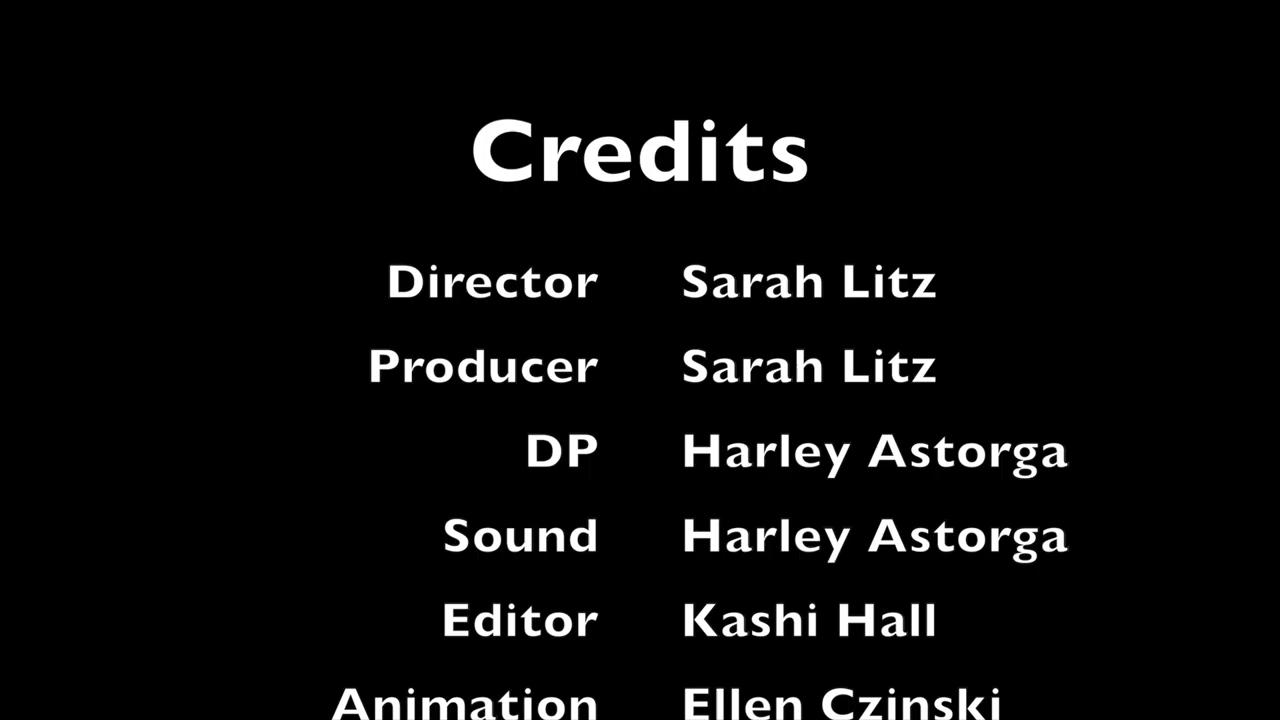 Credits
Director Sarah Litz
Producer Sarah Litz
DP Harley Astorga
Sound Harley Astorga
Editor Kashi Hall
Animation Ellen Czinski